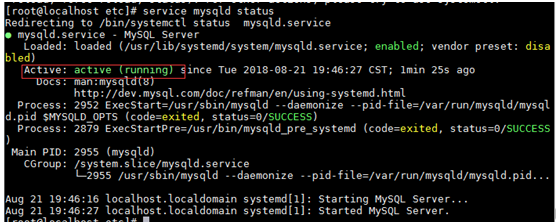 [root@localhost etc]# service mysqld status
Redirecting to /bin/systemctl status  mysqld.service
● mysqld.service - MySQL Server
   Loaded: loaded (/usr/lib/systemd/system/mysqld.service; enabled; vendor preset: disa
bled)
   Active: active (running) since Tue 2018-08-21 19:46:27 CST; 1min 25s ago
     Docs: man:mysqld(8)
           http://dev.mysql.com/doc/refman/en/using-systemd.html
  Process: 2952 ExecStart=/usr/sbin/mysqld --daemonize --pid-file=/var/run/mysqld/mysql
d.pid $MYSQLD_OPTS (code=exited, status=0/SUCCESS)
  Process: 2879 ExecStartPre=/usr/bin/mysqld_pre_systemd (code=exited, status=0/SUCCESS
)
 Main PID: 2955 (mysqld)
   CGroup: /system.slice/mysqld.service
           └─2955 /usr/sbin/mysqld --daemonize --pid-file=/var/run/mysqld/mysqld.pid...

Aug 21 19:46:16 localhost.localdomain systemd[1]: Starting MySQL Server...
Aug 21 19:46:27 localhost.localdomain systemd[1]: Started MySQL Server.
[root@localhost etc]#